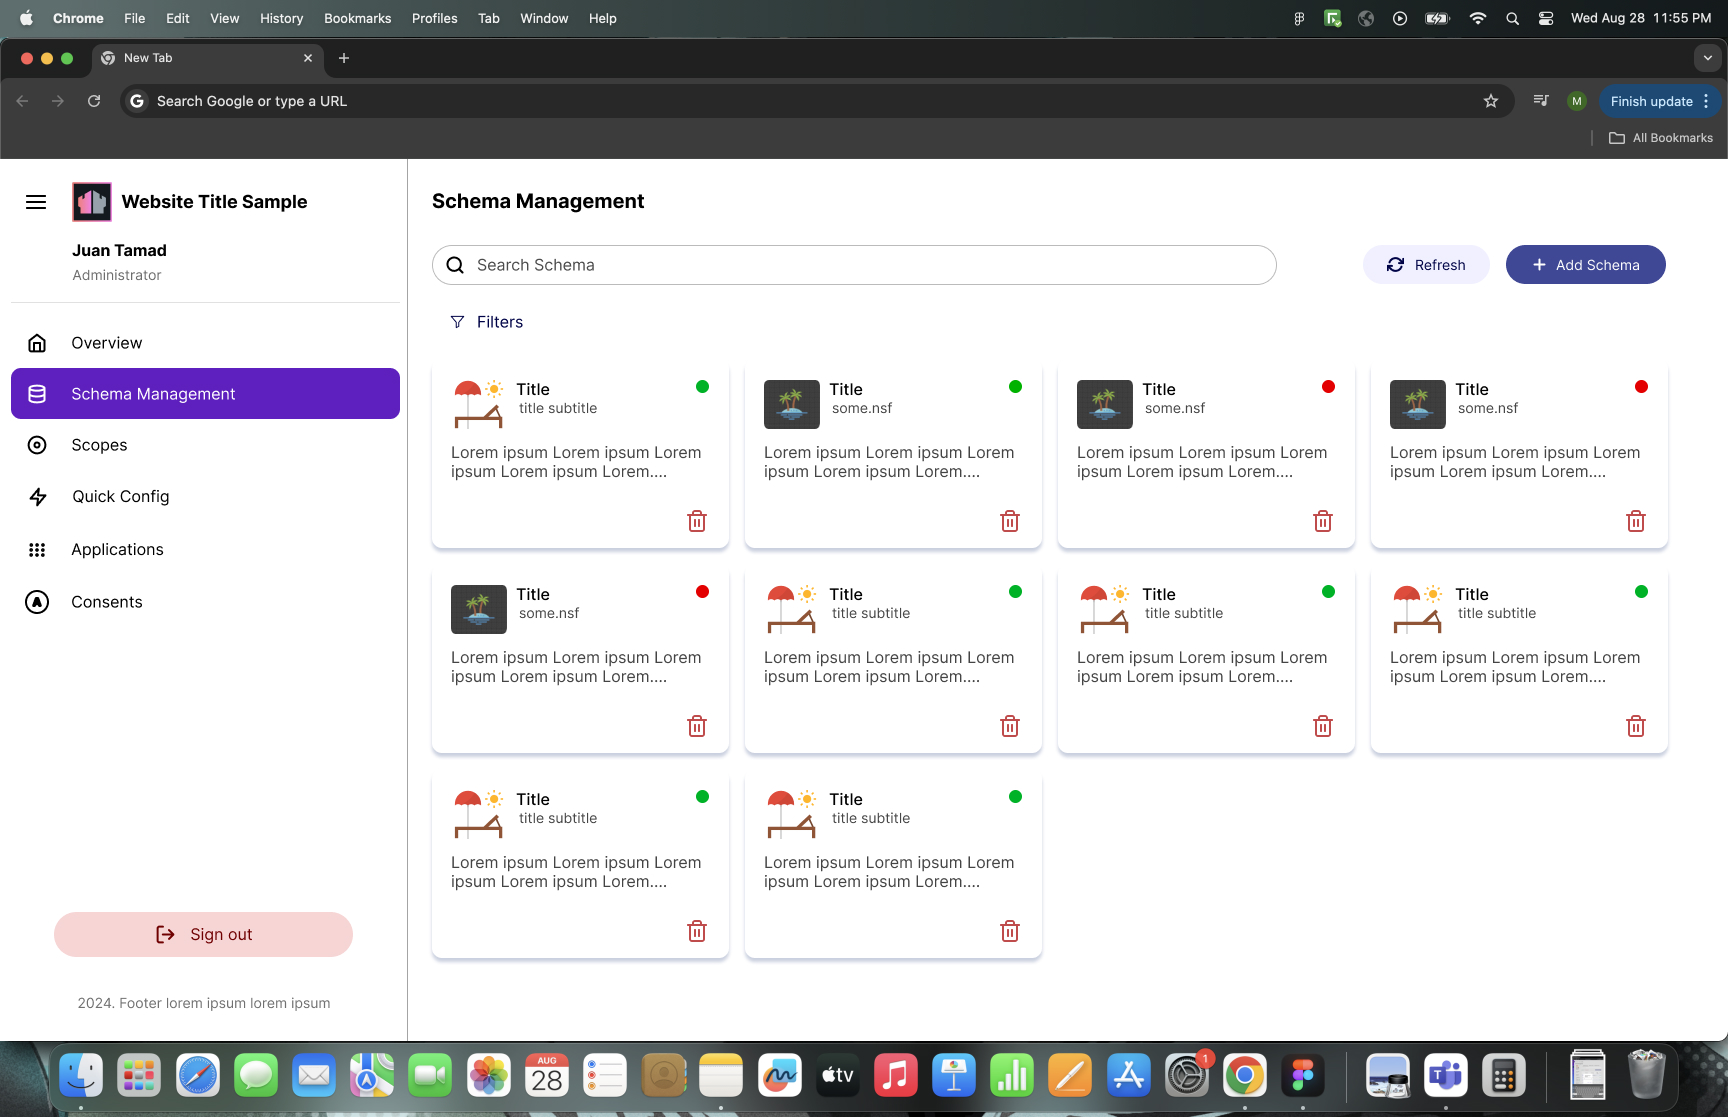 Chrome File Edit View History Bookmarks Profiles Tab Window Help Wed Aug 28 11:55 PM
New Tab
G Search Google or type a URL M Finish update
All Bookmarks
Website Title Sample
Juan Tamad
Administrator
Overview
Schema Management
Scopes
Quick Config
Applications
A Consents
Sign out
2024. Footer lorem ipsum lorem ipsum
Schema Management
Search Schema
Refresh
+ Add Schema
Filters
Title
title subtitle
Lorem ipsum Lorem ipsum Lorem
ipsum Lorem ipsum Lorem....
Title
some.nsf
Lorem ipsum Lorem ipsum Lorem
ipsum Lorem ipsum Lorem....
Title
some.nsf
Lorem ipsum Lorem ipsum Lorem
ipsum Lorem ipsum Lorem....
Title
some.nsf
Lorem ipsum Lorem ipsum Lorem
ipsum Lorem ipsum Lorem....
Title
some.nsf
Lorem ipsum Lorem ipsum Lorem
ipsum Lorem ipsum Lorem....
Title
title subtitle
Lorem ipsum Lorem ipsum Lorem
ipsum Lorem ipsum Lorem....
Title
title subtitle
Lorem ipsum Lorem ipsum Lorem
ipsum Lorem ipsum Lorem....
Title
title subtitle
Lorem ipsum Lorem ipsum Lorem
ipsum Lorem ipsum Lorem....
Title
title subtitle
Lorem ipsum Lorem ipsum Lorem
ipsum Lorem ipsum Lorem....
Title
title subtitle
Lorem ipsum Lorem ipsum Lorem
ipsum Lorem ipsum Lorem....
AUG
28
tv
1
T